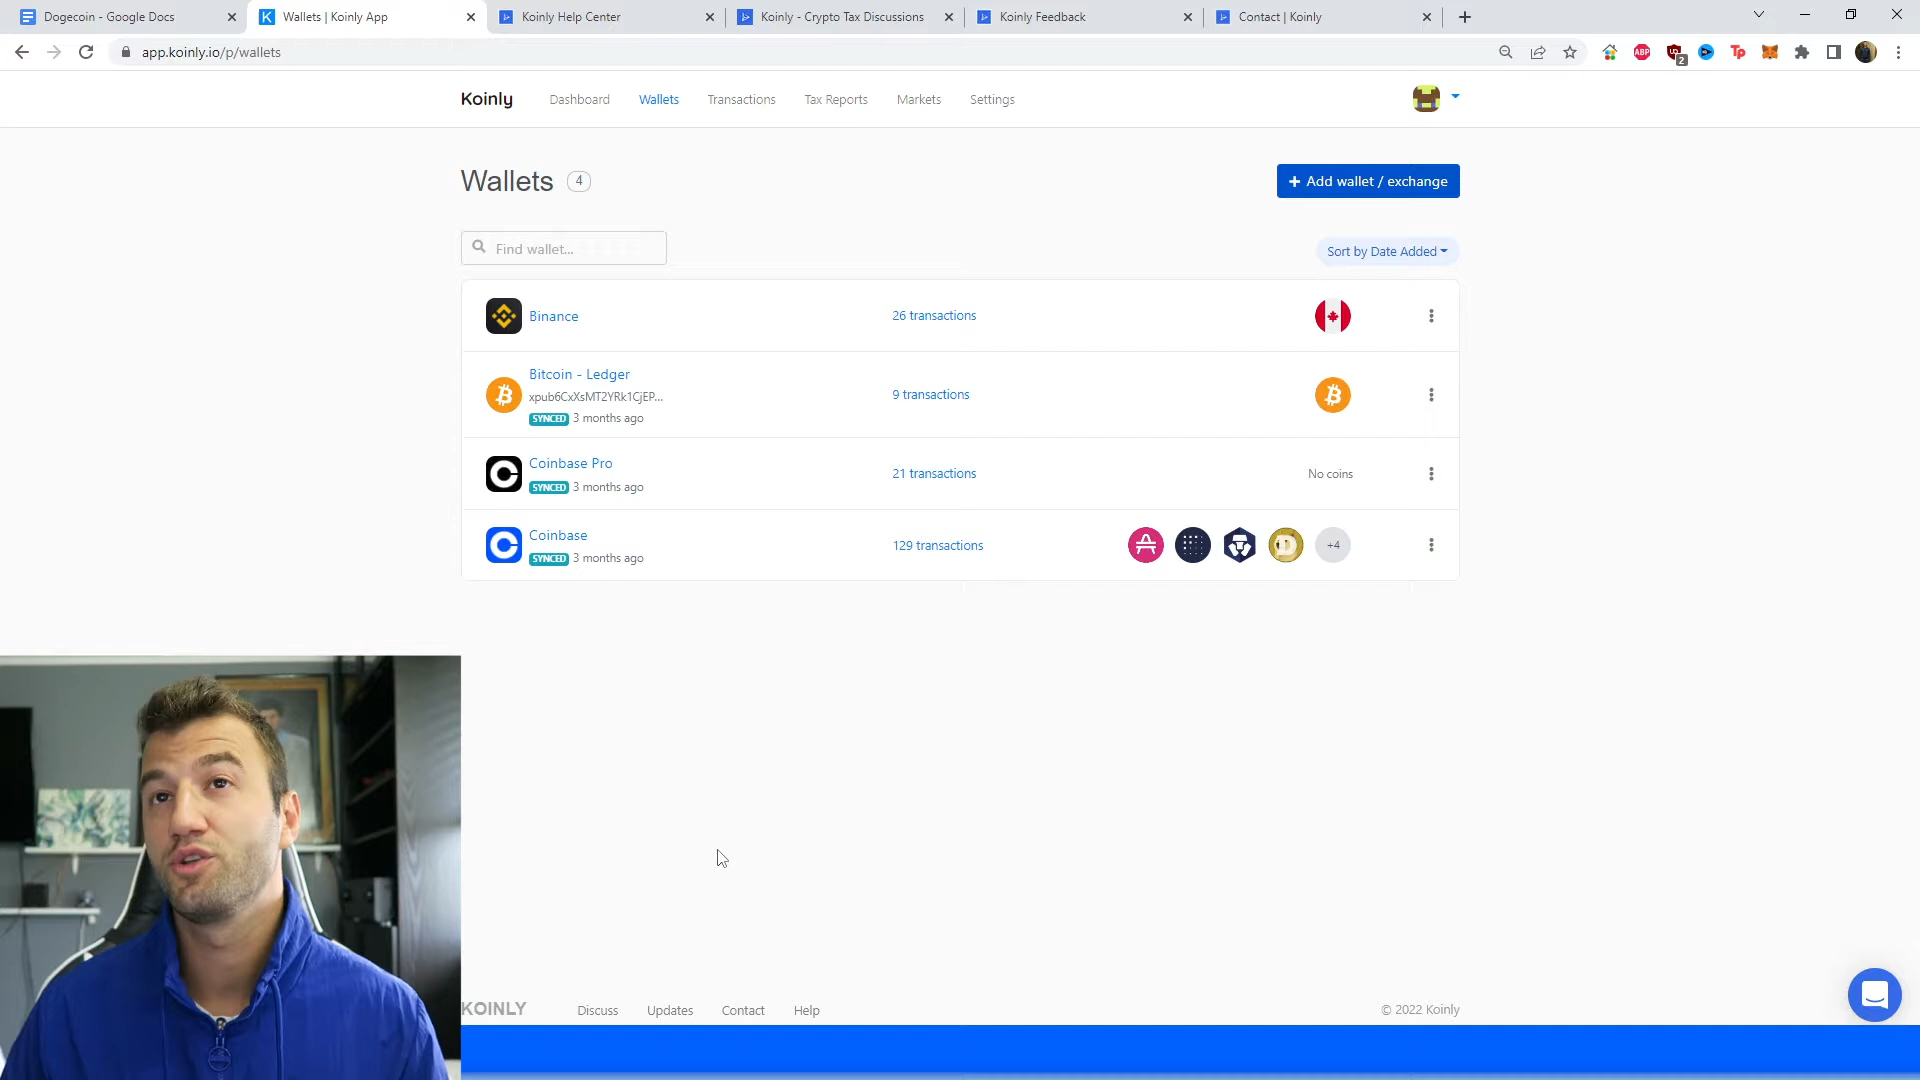 Dogecoin - Google Docs
Wallets | Koinly App
Koinly Help Center
Koinly - Crypto Tax Discussions
Koinly Feedback
Contact | Koinly
app.koinly.io/p/wallets
ABP
2
Tp
Koinly
Dashboard
Wallets
Transactions
Tax Reports
Markets
Settings
Wallets 4
+ Add wallet / exchange
Find wallet...
Sort by Date Added
Binance
26 transactions
Bitcoin - Ledger
xpub6CxXsMT2YRk1CjEP...
SYNCED 3 months ago
9 transactions
Coinbase Pro
SYNCED 3 months ago
21 transactions
No coins
Coinbase
SYNCED 3 months ago
129 transactions
+4
KOINLY
Discuss
Updates
Contact
Help
© 2022 Koinly